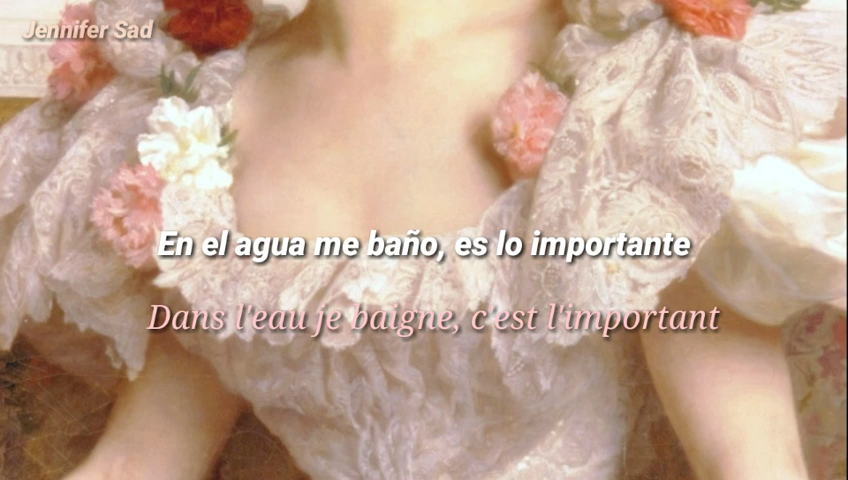 Jennifer Sad
En el agua me baño, es lo importante
Dans l'eau je baigne, c'est l'important